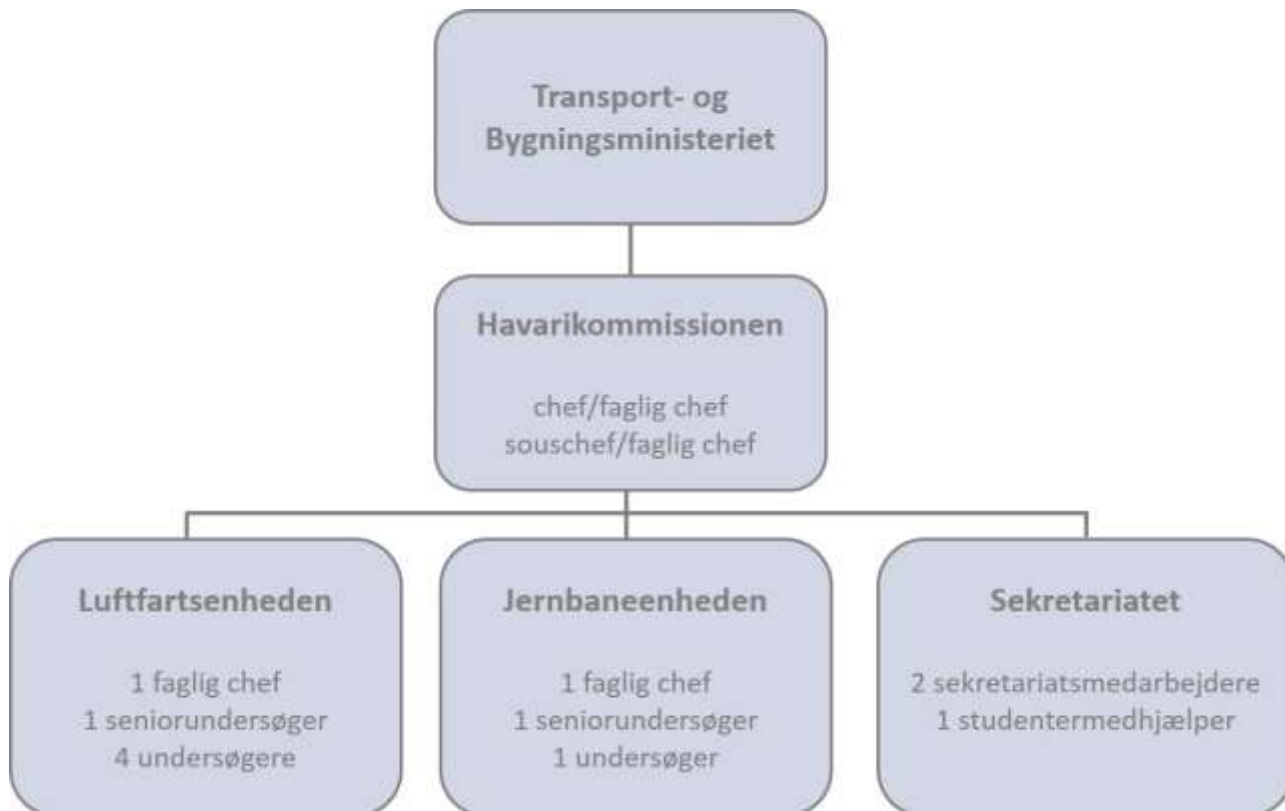 Transport- og
Bygningsministeriet
Havarikommissionen
chef/faglig chef
souschef/faglig chef
Luftfartsenheden
1 faglig chef
1 seniorundersøger
4 undersøgere
Jernbaneenheden
1 faglig chef
1 seniorundersøger
1 undersøger
Sekretariatet
2 sekretariatsmedarbejdere
1 studentermedhjælper